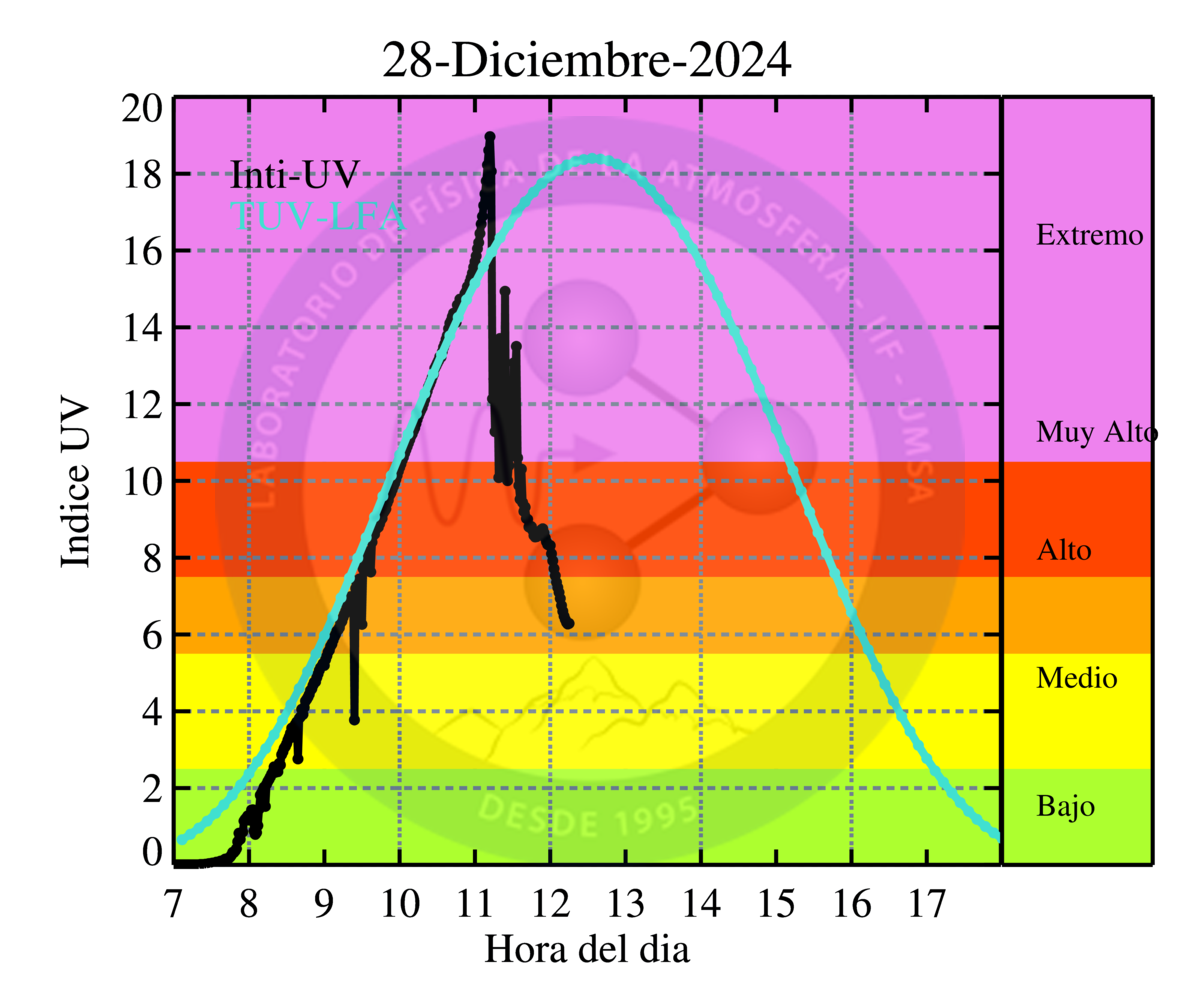 28-Diciembre-2024
20
18
16
14
12
10
8
6
4
2
0
Indice UV
Inti-UV
TUV-LFA
LABORATORIO DE FÍSICA DE LA ATMÓSFERA - IIF - UMSA
DESDE 1995
Extremo
Muy Alto
Alto
Medio
Bajo
7 8 9 10 11 12 13 14 15 16 17
Hora del dia